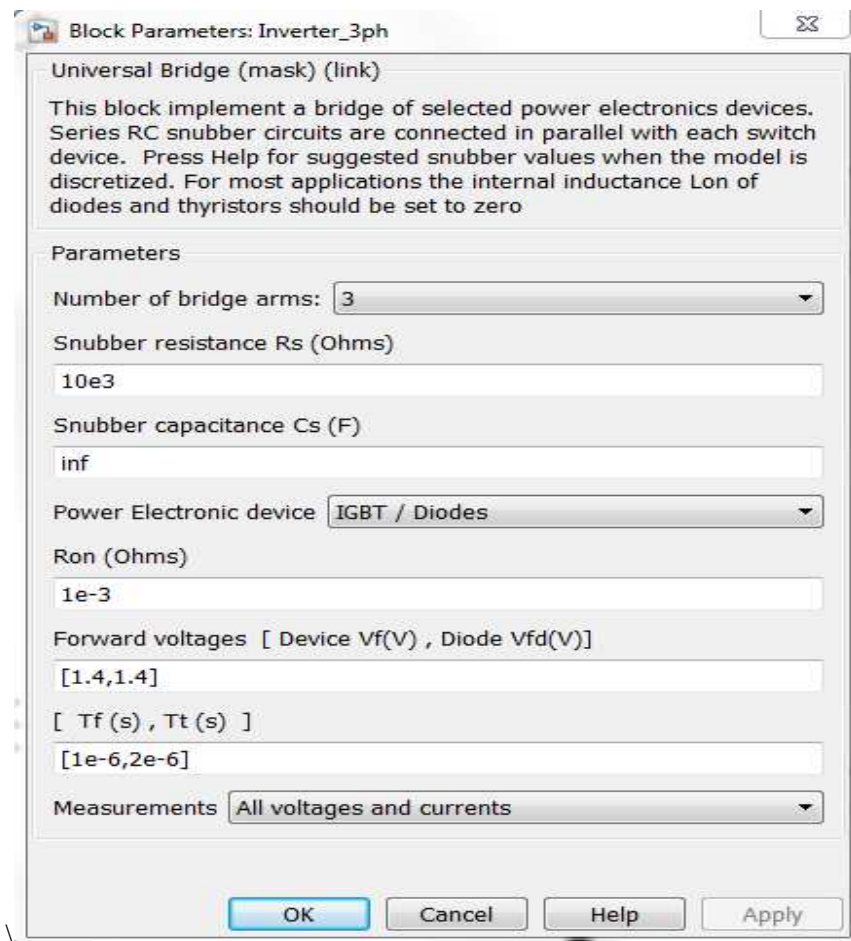 Block Parameters: Inverter_3ph
Universal Bridge (mask) (link)
This block implement a bridge of selected power electronics devices.
Series RC snubber circuits are connected in parallel with each switch
device.  Press Help for suggested snubber values when the model is
discretized. For most applications the internal inductance Lon of
diodes and thyristors should be set to zero
Parameters
Number of bridge arms: 3
Snubber resistance Rs (Ohms)
10e3
Snubber capacitance Cs (F)
inf
Power Electronic device IGBT / Diodes
Ron (Ohms)
1e-3
Forward voltages  [ Device Vf(V) , Diode Vfd(V)]
[1.4,1.4]
[  Tf (s) , Tt (s)  ]
[1e-6,2e-6]
Measurements All voltages and currents
OK Cancel Help Apply
\